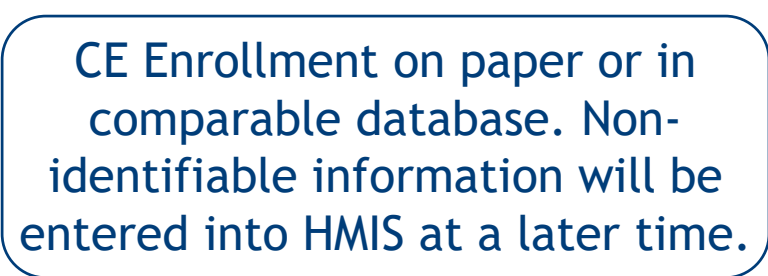 CE Enrollment on paper or in
comparable database. Non-
identifiable information will be
entered into HMIS at a later time.